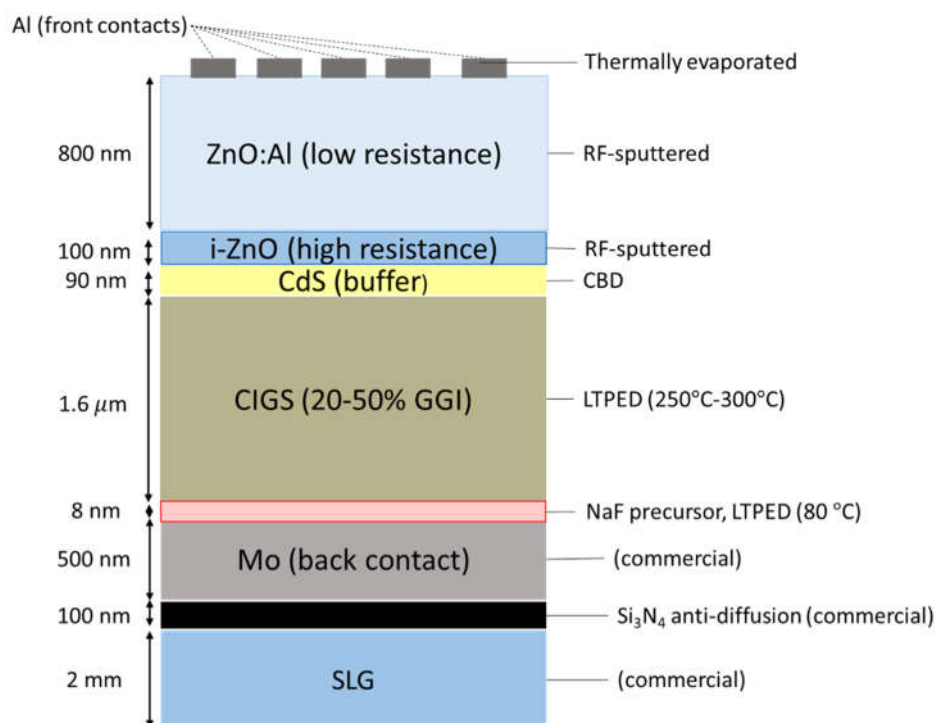 Al (front contacts)
Thermally evaporated
800 nm
ZnO:Al (low resistance)
RF-sputtered
100 nm
i-ZnO (high resistance)
RF-sputtered
90 nm
CdS (buffer)
CBD
1.6 μm
CIGS (20-50% GGI)
LTPED (250°C-300°C)
8 nm
NaF precursor, LTPED (80 °C)
500 nm
Mo (back contact)
(commercial)
100 nm
Si₃N₄ anti-diffusion (commercial)
2 mm
SLG
(commercial)